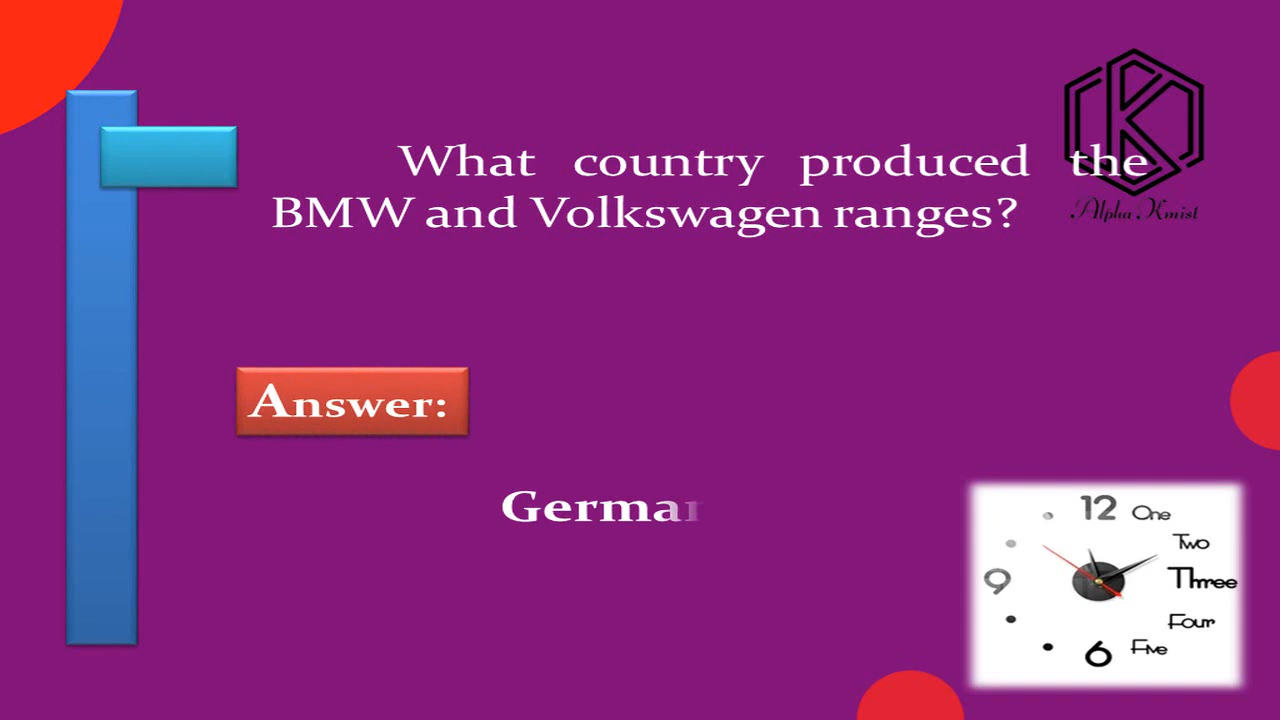 What country produced the
BMW and Volkswagen ranges?
Alpha Kmist
Answer:
German
12 One
Two
9 Three
Four
6 Five